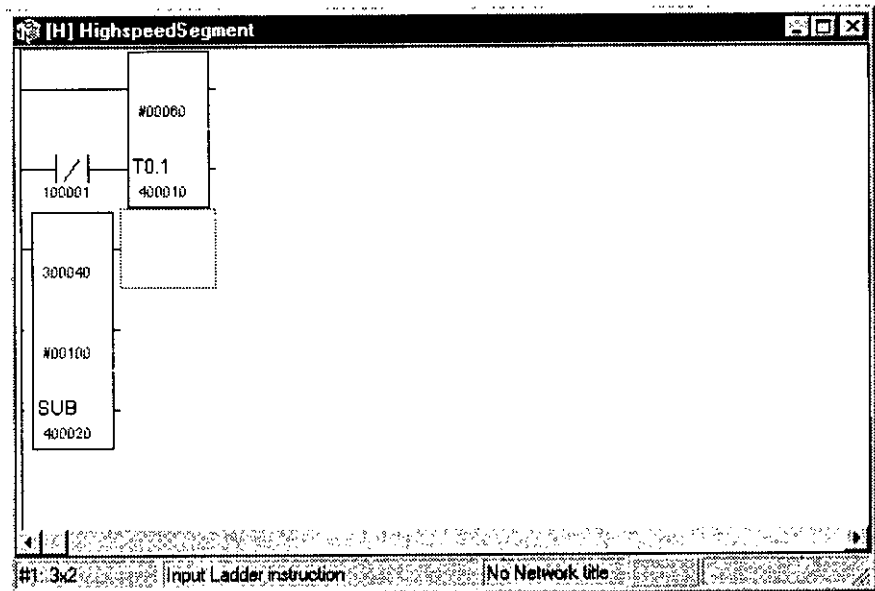 [H] HighspeedSegment
#00060
T0.1
100001
400010
300040
#00100
SUB
400020
#1: 3x2
Input Ladder instruction
No Network title